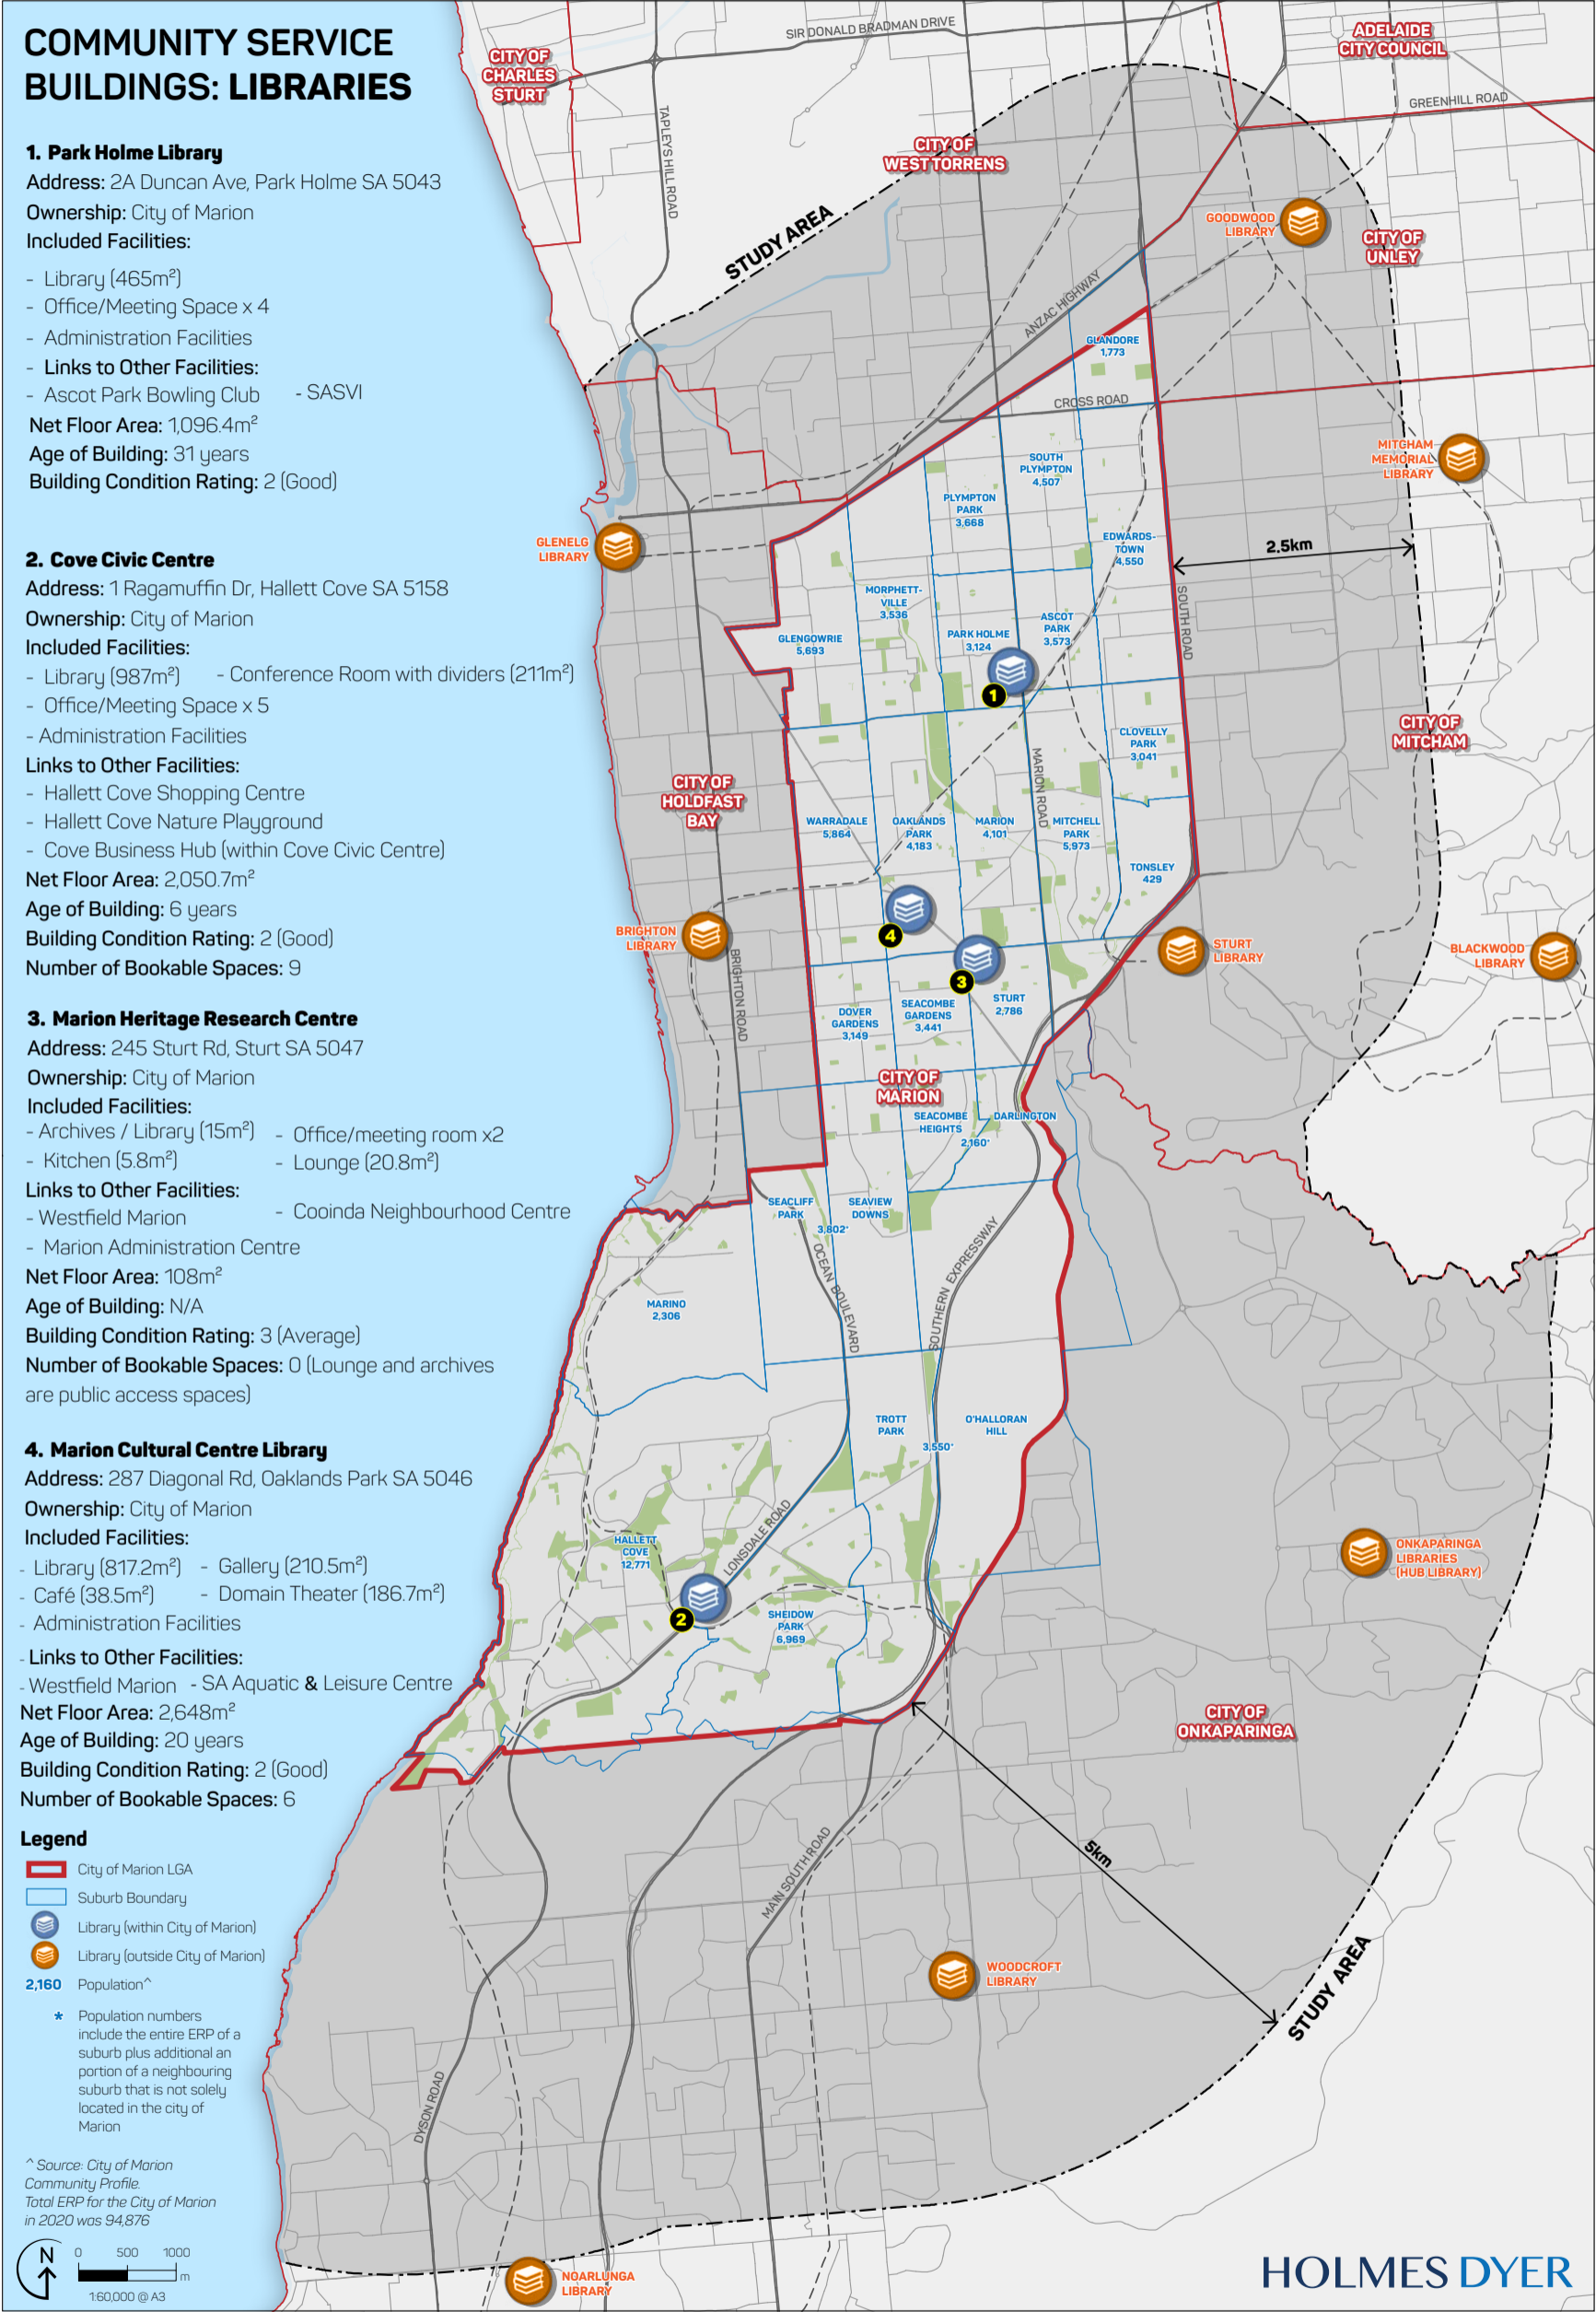 COMMUNITY SERVICE
BUILDINGS: LIBRARIES
1. Park Holme Library
Address: 2A Duncan Ave, Park Holme SA 5043
Ownership: City of Marion
Included Facilities:
- Library (465m²)
- Office/Meeting Space x 4
- Administration Facilities
- Links to Other Facilities:
- Ascot Park Bowling Club - SASVI
Net Floor Area: 1,096.4m²
Age of Building: 31 years
Building Condition Rating: 2 (Good)
2. Cove Civic Centre
Address: 1 Ragamuffin Dr, Hallett Cove SA 5158
Ownership: City of Marion
Included Facilities:
- Library (987m²) - Conference Room with dividers (211m²)
- Office/Meeting Space x 5
- Administration Facilities
Links to Other Facilities:
- Hallett Cove Shopping Centre
- Hallett Cove Nature Playground
- Cove Business Hub (within Cove Civic Centre)
Net Floor Area: 2,050.7m²
Age of Building: 6 years
Building Condition Rating: 2 (Good)
Number of Bookable Spaces: 9
3. Marion Heritage Research Centre
Address: 245 Sturt Rd, Sturt SA 5047
Ownership: City of Marion
Included Facilities:
- Archives / Library (15m²) - Office/meeting room x2
- Kitchen (5.8m²) - Lounge (20.8m²)
Links to Other Facilities:
- Westfield Marion - Cooinda Neighbourhood Centre
- Marion Administration Centre
Net Floor Area: 108m²
Age of Building: N/A
Building Condition Rating: 3 (Average)
Number of Bookable Spaces: 0 (Lounge and archives
are public access spaces)
4. Marion Cultural Centre Library
Address: 287 Diagonal Rd, Oaklands Park SA 5046
Ownership: City of Marion
Included Facilities:
- Library (817.2m²) - Gallery (210.5m²)
- Café (38.5m²) - Domain Theater (186.7m²)
- Administration Facilities
- Links to Other Facilities:
- Westfield Marion - SA Aquatic & Leisure Centre
Net Floor Area: 2,648m²
Age of Building: 20 years
Building Condition Rating: 2 (Good)
Number of Bookable Spaces: 6
Legend
City of Marion LGA
Suburb Boundary
Library (within City of Marion)
Library (outside City of Marion)
2,160 Population^
* Population numbers
include the entire ERP of a
suburb plus additional an
portion of a neighbouring
suburb that is not solely
located in the city of
Marion
^ Source: City of Marion
Community Profile.
Total ERP for the City of Marion
in 2020 was 94,876
N
0 500 1000
m
1:60,000 @ A3
CITY OF
CHARLES
STURT
SIR DONALD BRADMAN DRIVE
ADELAIDE
CITY COUNCIL
GREENHILL ROAD
TAPLEYS HILL ROAD
CITY OF
WEST TORRENS
STUDY AREA
GOODWOOD
LIBRARY
CITY OF
UNLEY
ANZAC HIGHWAY
GLANDORE
1,773
CROSS ROAD
MITCHAM
MEMORIAL
LIBRARY
SOUTH
PLYMPTON
4,507
PLYMPTON
PARK
3,668
EDWARDS-
TOWN
4,550
2.5km
GLENELG
LIBRARY
SOUTH ROAD
MORPHETT-
VILLE
3,536
GLENGOWRIE
5,693
PARK HOLME
3,124
ASCOT
PARK
3,573
1
CLOVELLY
PARK
3,041
CITY OF
MITCHAM
MARION ROAD
CITY OF
HOLDFAST
BAY
WARRADALE
5,864
OAKLANDS
PARK
4,183
MARION
4,101
MITCHELL
PARK
5,973
TONSLEY
429
4
BRIGHTON
LIBRARY
BRIGHTON ROAD
STURT
LIBRARY
BLACKWOOD
LIBRARY
3
DOVER
GARDENS
3,149
SEACOMBE
GARDENS
3,441
STURT
2,786
CITY OF
MARION
SEACOMBE
HEIGHTS
DARLINGTON
2,160*
SEACLIFF
PARK
SEAVIEW
DOWNS
3,802*
OCEAN BOULEVARD
SOUTHERN EXPRESSWAY
MARINO
2,306
TROTT
PARK
O'HALLORAN
HILL
3,550*
LONSDALE ROAD
HALLETT
COVE
12,771
2
SHEIDOW
PARK
6,969
ONKAPARINGA
LIBRARIES
(HUB LIBRARY)
CITY OF
ONKAPARINGA
5km
MAIN SOUTH ROAD
WOODCROFT
LIBRARY
STUDY AREA
DYSON ROAD
NOARLUNGA
LIBRARY
HOLMES DYER